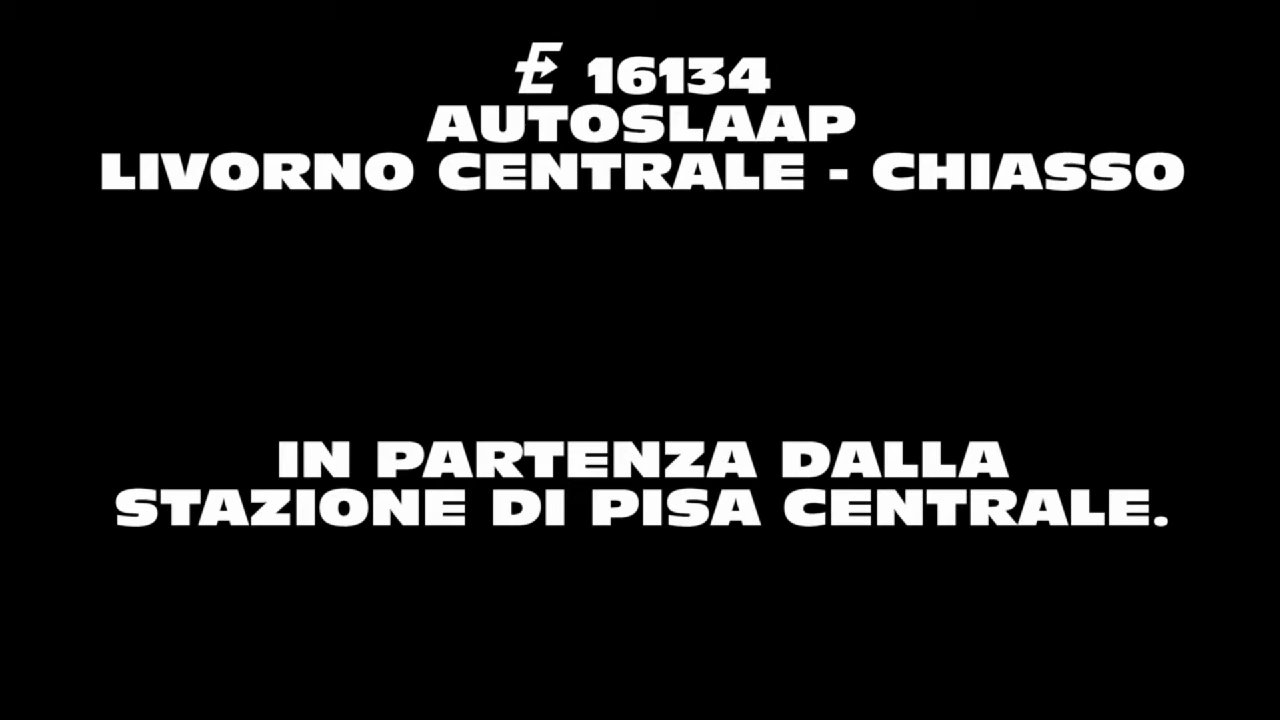 E 16134
AUTOSLAAP
LIVORNO CENTRALE - CHIASSO
IN PARTENZA DALLA
STAZIONE DI PISA CENTRALE.